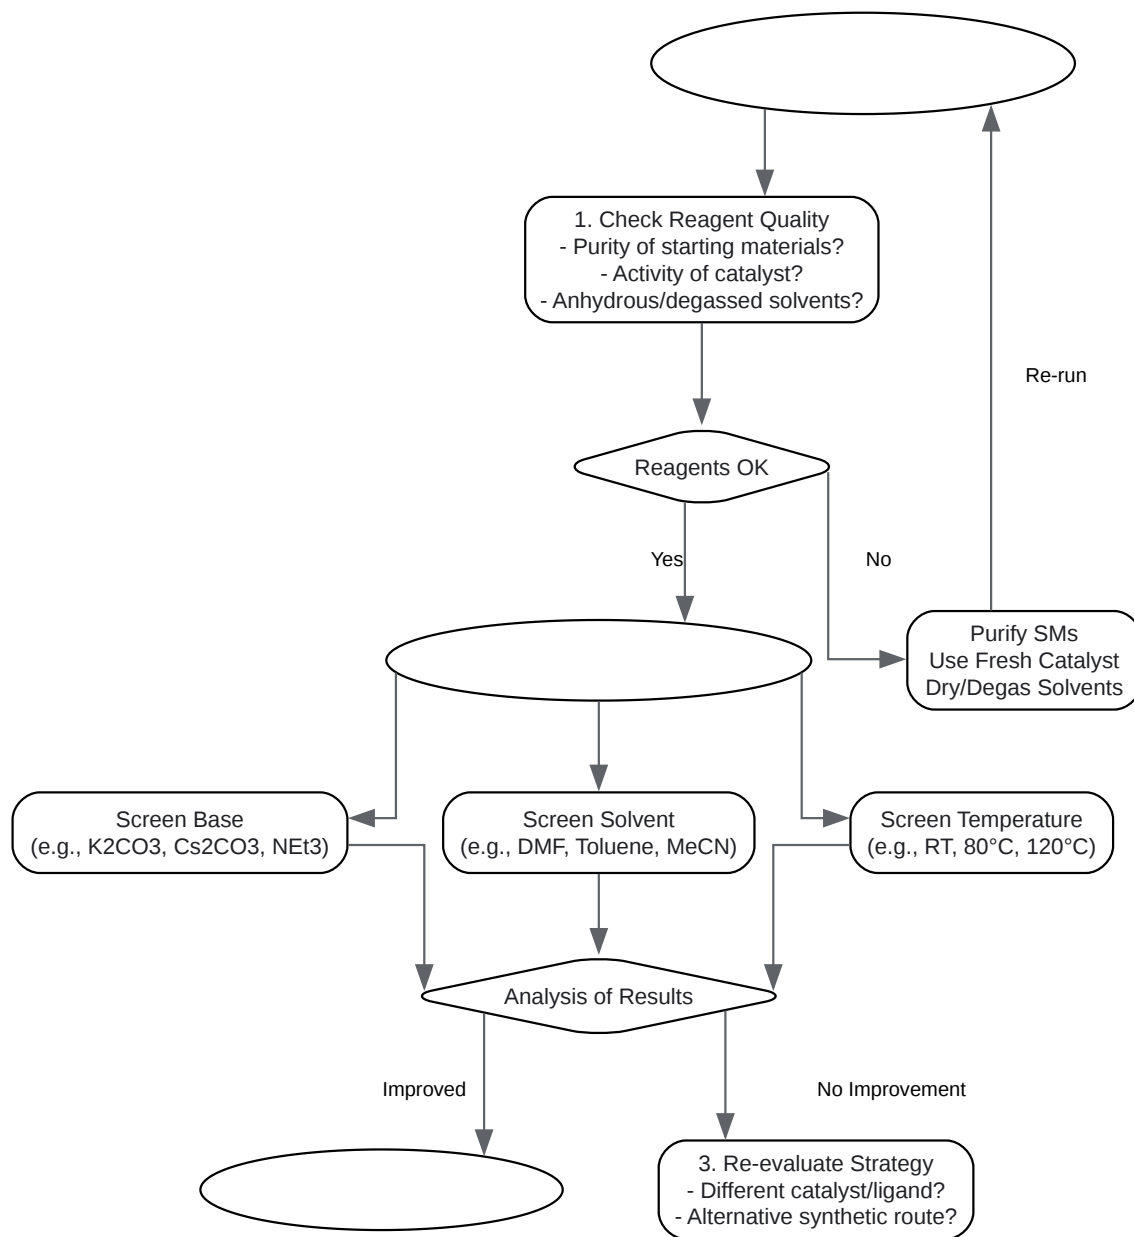 1. Check Reagent Quality
- Purity of starting materials?
- Activity of catalyst?
- Anhydrous/degassed solvents?
Re-run
Reagents OK
Yes
No
Purify SMs
Use Fresh Catalyst
Dry/Degas Solvents
Screen Base
(e.g., K2CO3, Cs2CO3, NEt3)
Screen Solvent
(e.g., DMF, Toluene, MeCN)
Screen Temperature
(e.g., RT, 80°C, 120°C)
Analysis of Results
Improved
No Improvement
3. Re-evaluate Strategy
- Different catalyst/ligand?
- Alternative synthetic route?